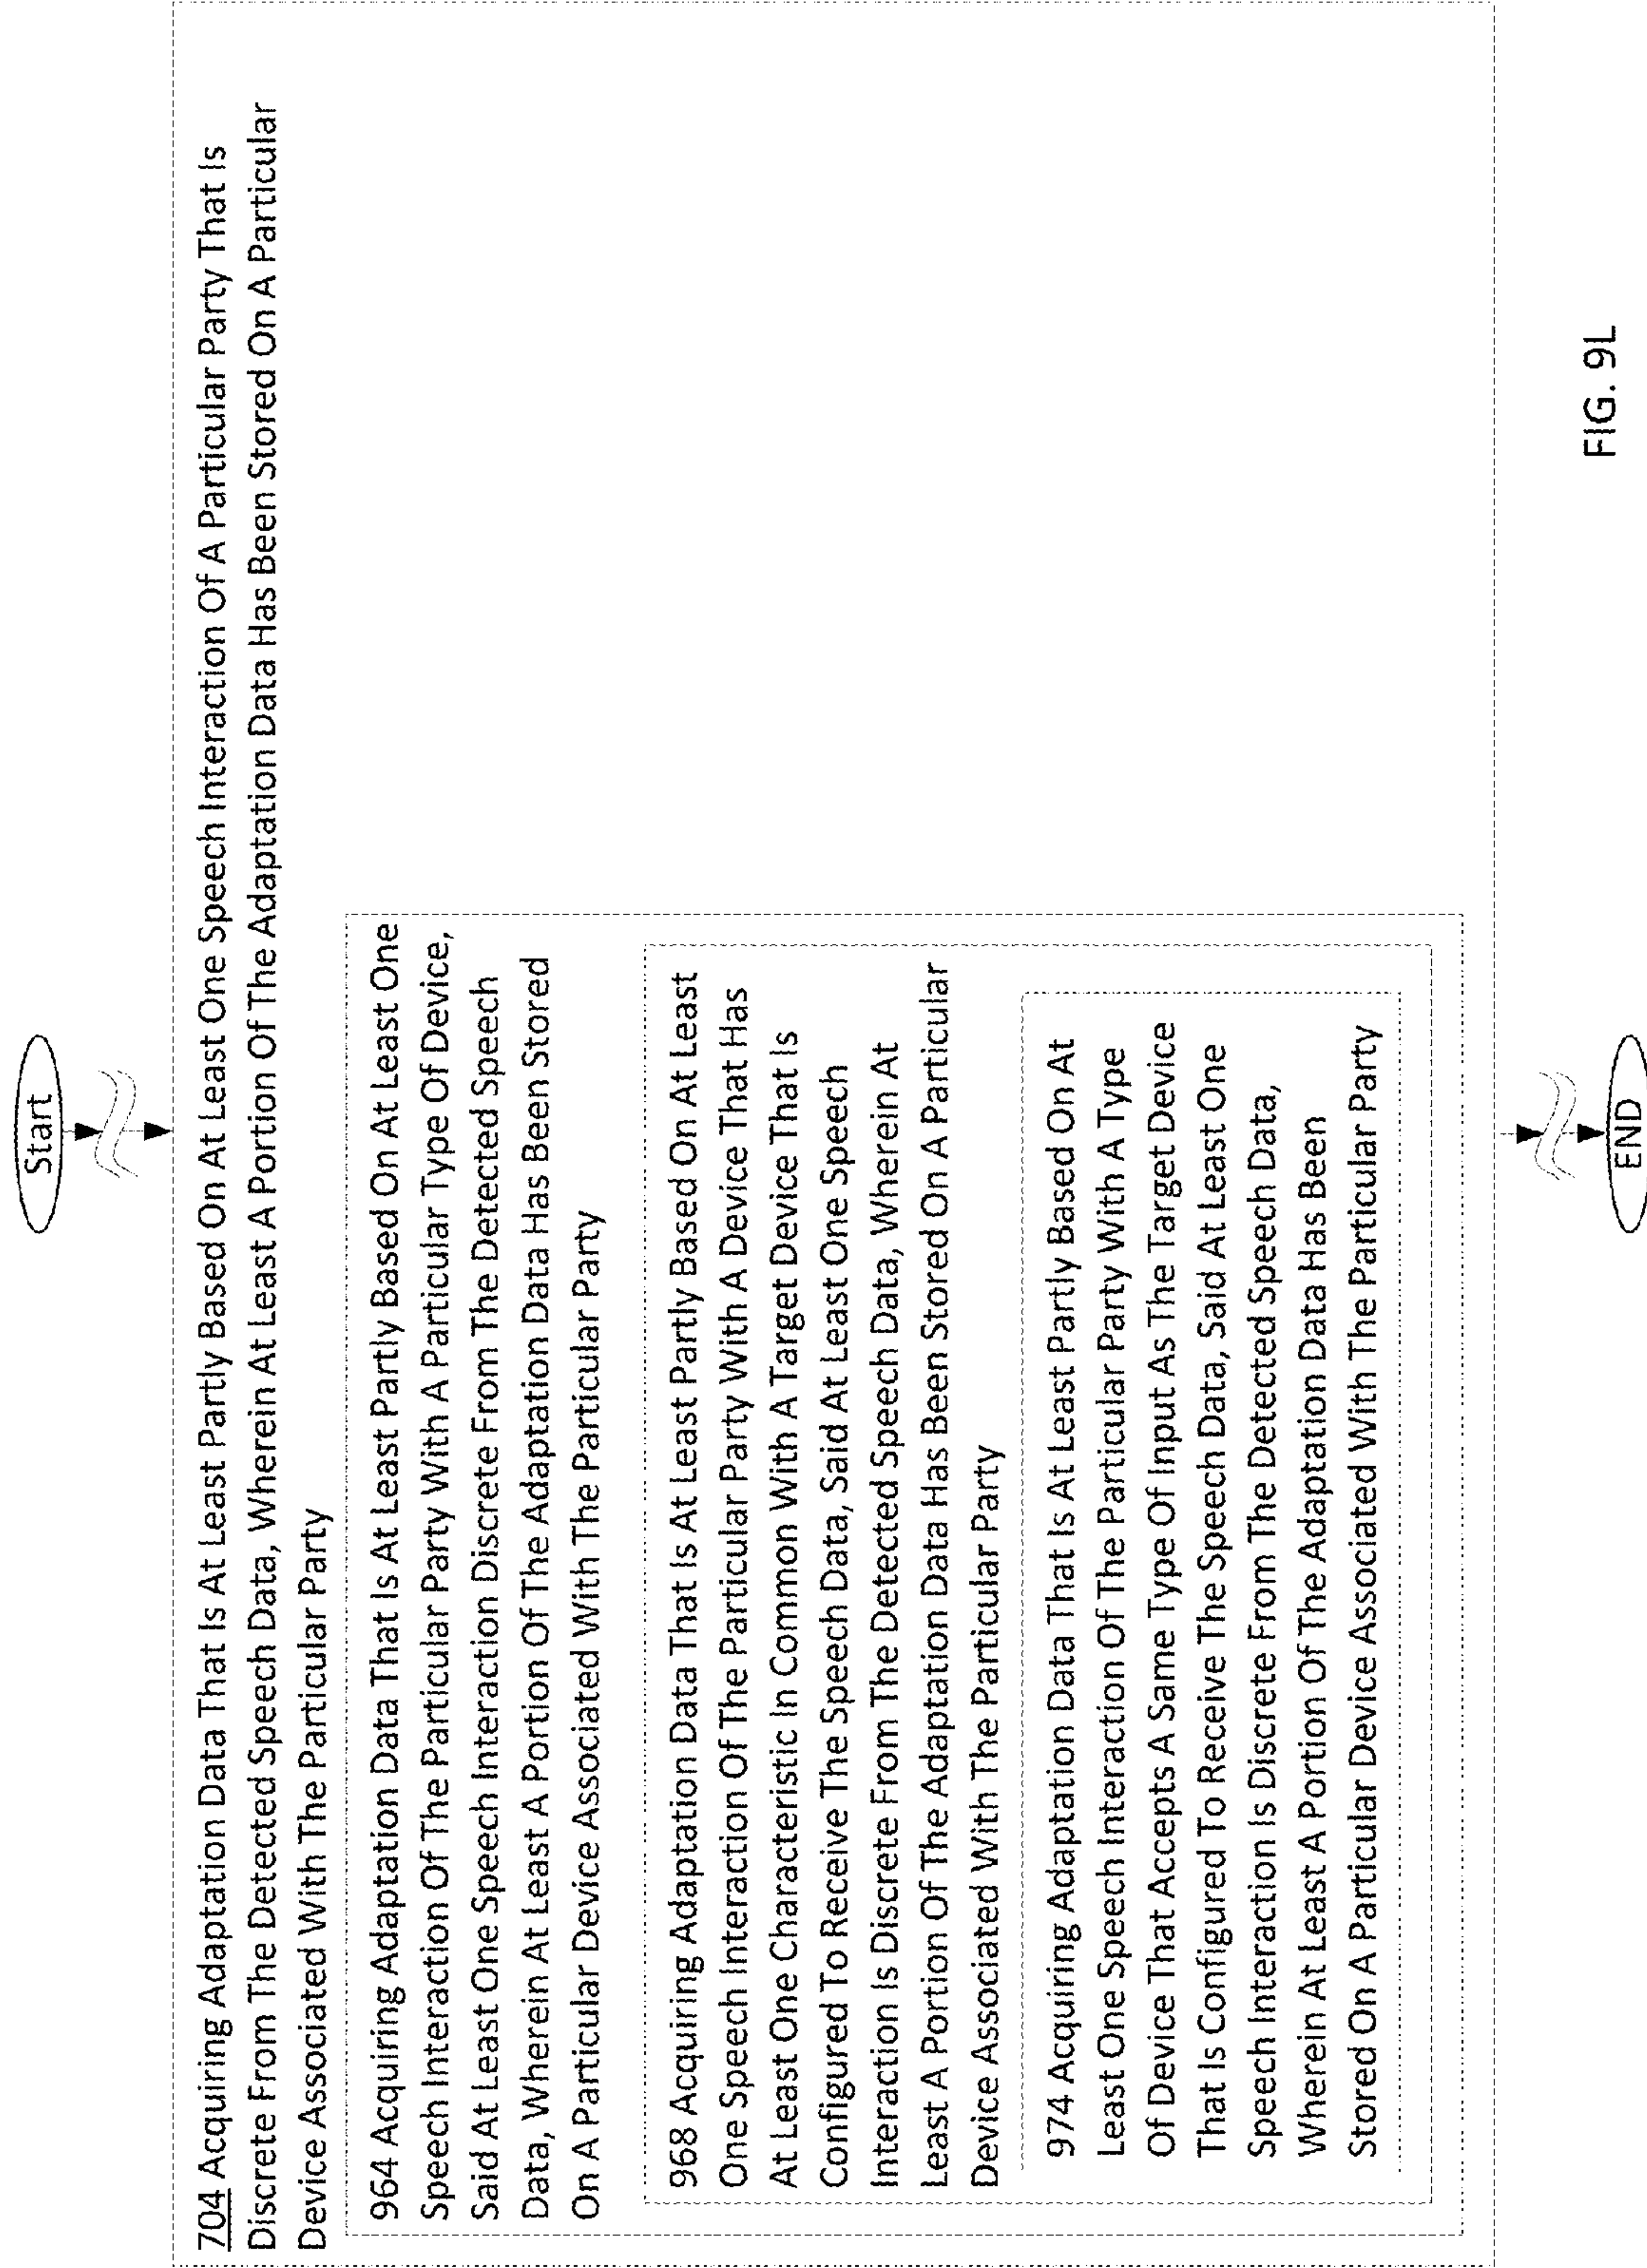 Start
704 Acquiring Adaptation Data That Is At Least Partly Based On At Least One Speech Interaction Of A Particular Party That Is
Discrete From The Detected Speech Data, Wherein At Least A Portion Of The Adaptation Data Has Been Stored On A Particular
Device Associated With The Particular Party
964 Acquiring Adaptation Data That Is At Least Partly Based On At Least One
Speech Interaction Of The Particular Party With A Particular Type Of Device,
Said At Least One Speech Interaction Discrete From The Detected Speech
Data, Wherein At Least A Portion Of The Adaptation Data Has Been Stored
On A Particular Device Associated With The Particular Party
968 Acquiring Adaptation Data That Is At Least Partly Based On At Least
One Speech Interaction Of The Particular Party With A Device That Has
At Least One Characteristic In Common With A Target Device That Is
Configured To Receive The Speech Data, Said At Least One Speech
Interaction Is Discrete From The Detected Speech Data, Wherein At
Least A Portion Of The Adaptation Data Has Been Stored On A Particular
Device Associated With The Particular Party
974 Acquiring Adaptation Data That Is At Least Partly Based On At
Least One Speech Interaction Of The Particular Party With A Type
Of Device That Accepts A Same Type Of Input As The Target Device
That Is Configured To Receive The Speech Data, Said At Least One
Speech Interaction Is Discrete From The Detected Speech Data,
Wherein At Least A Portion Of The Adaptation Data Has Been
Stored On A Particular Device Associated With The Particular Party
END
FIG. 9L